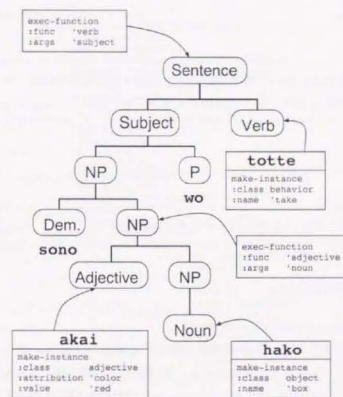 exec-function
:func 'verb
:args 'subject
Sentence
Subject
Verb
totte
make-instance
:class behavior
:name 'take
NP
P
wo
Dem.
sono
NP
exec-function
:func 'adjective
:args 'noun
Adjective
NP
akai
make-instance
:class adjective
:attribution 'color
:value 'red
Noun
hako
make-instance
:class object
:name 'box